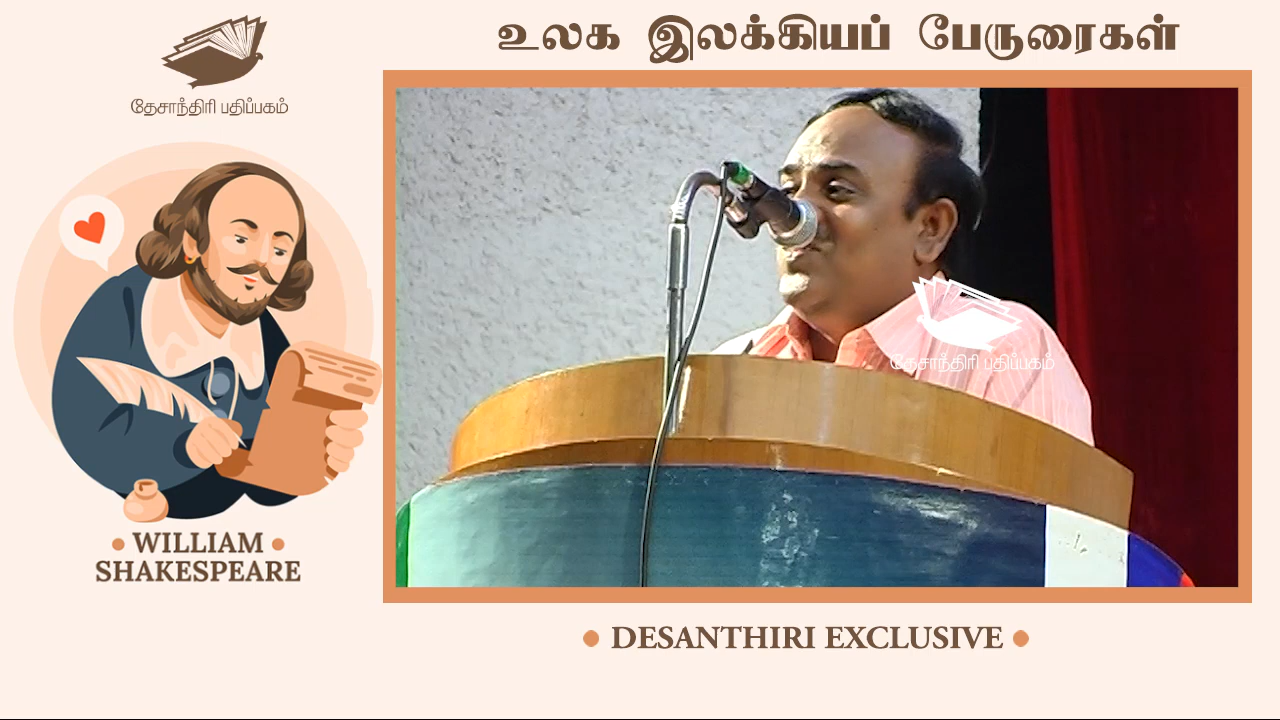 உலக இலக்கியப் பேருரைகள்
தேசாந்திரி பதிப்பகம்
தேசாந்திரி பதிப்பகம்
• WILLIAM •
SHAKESPEARE
• DESANTHIRI EXCLUSIVE •